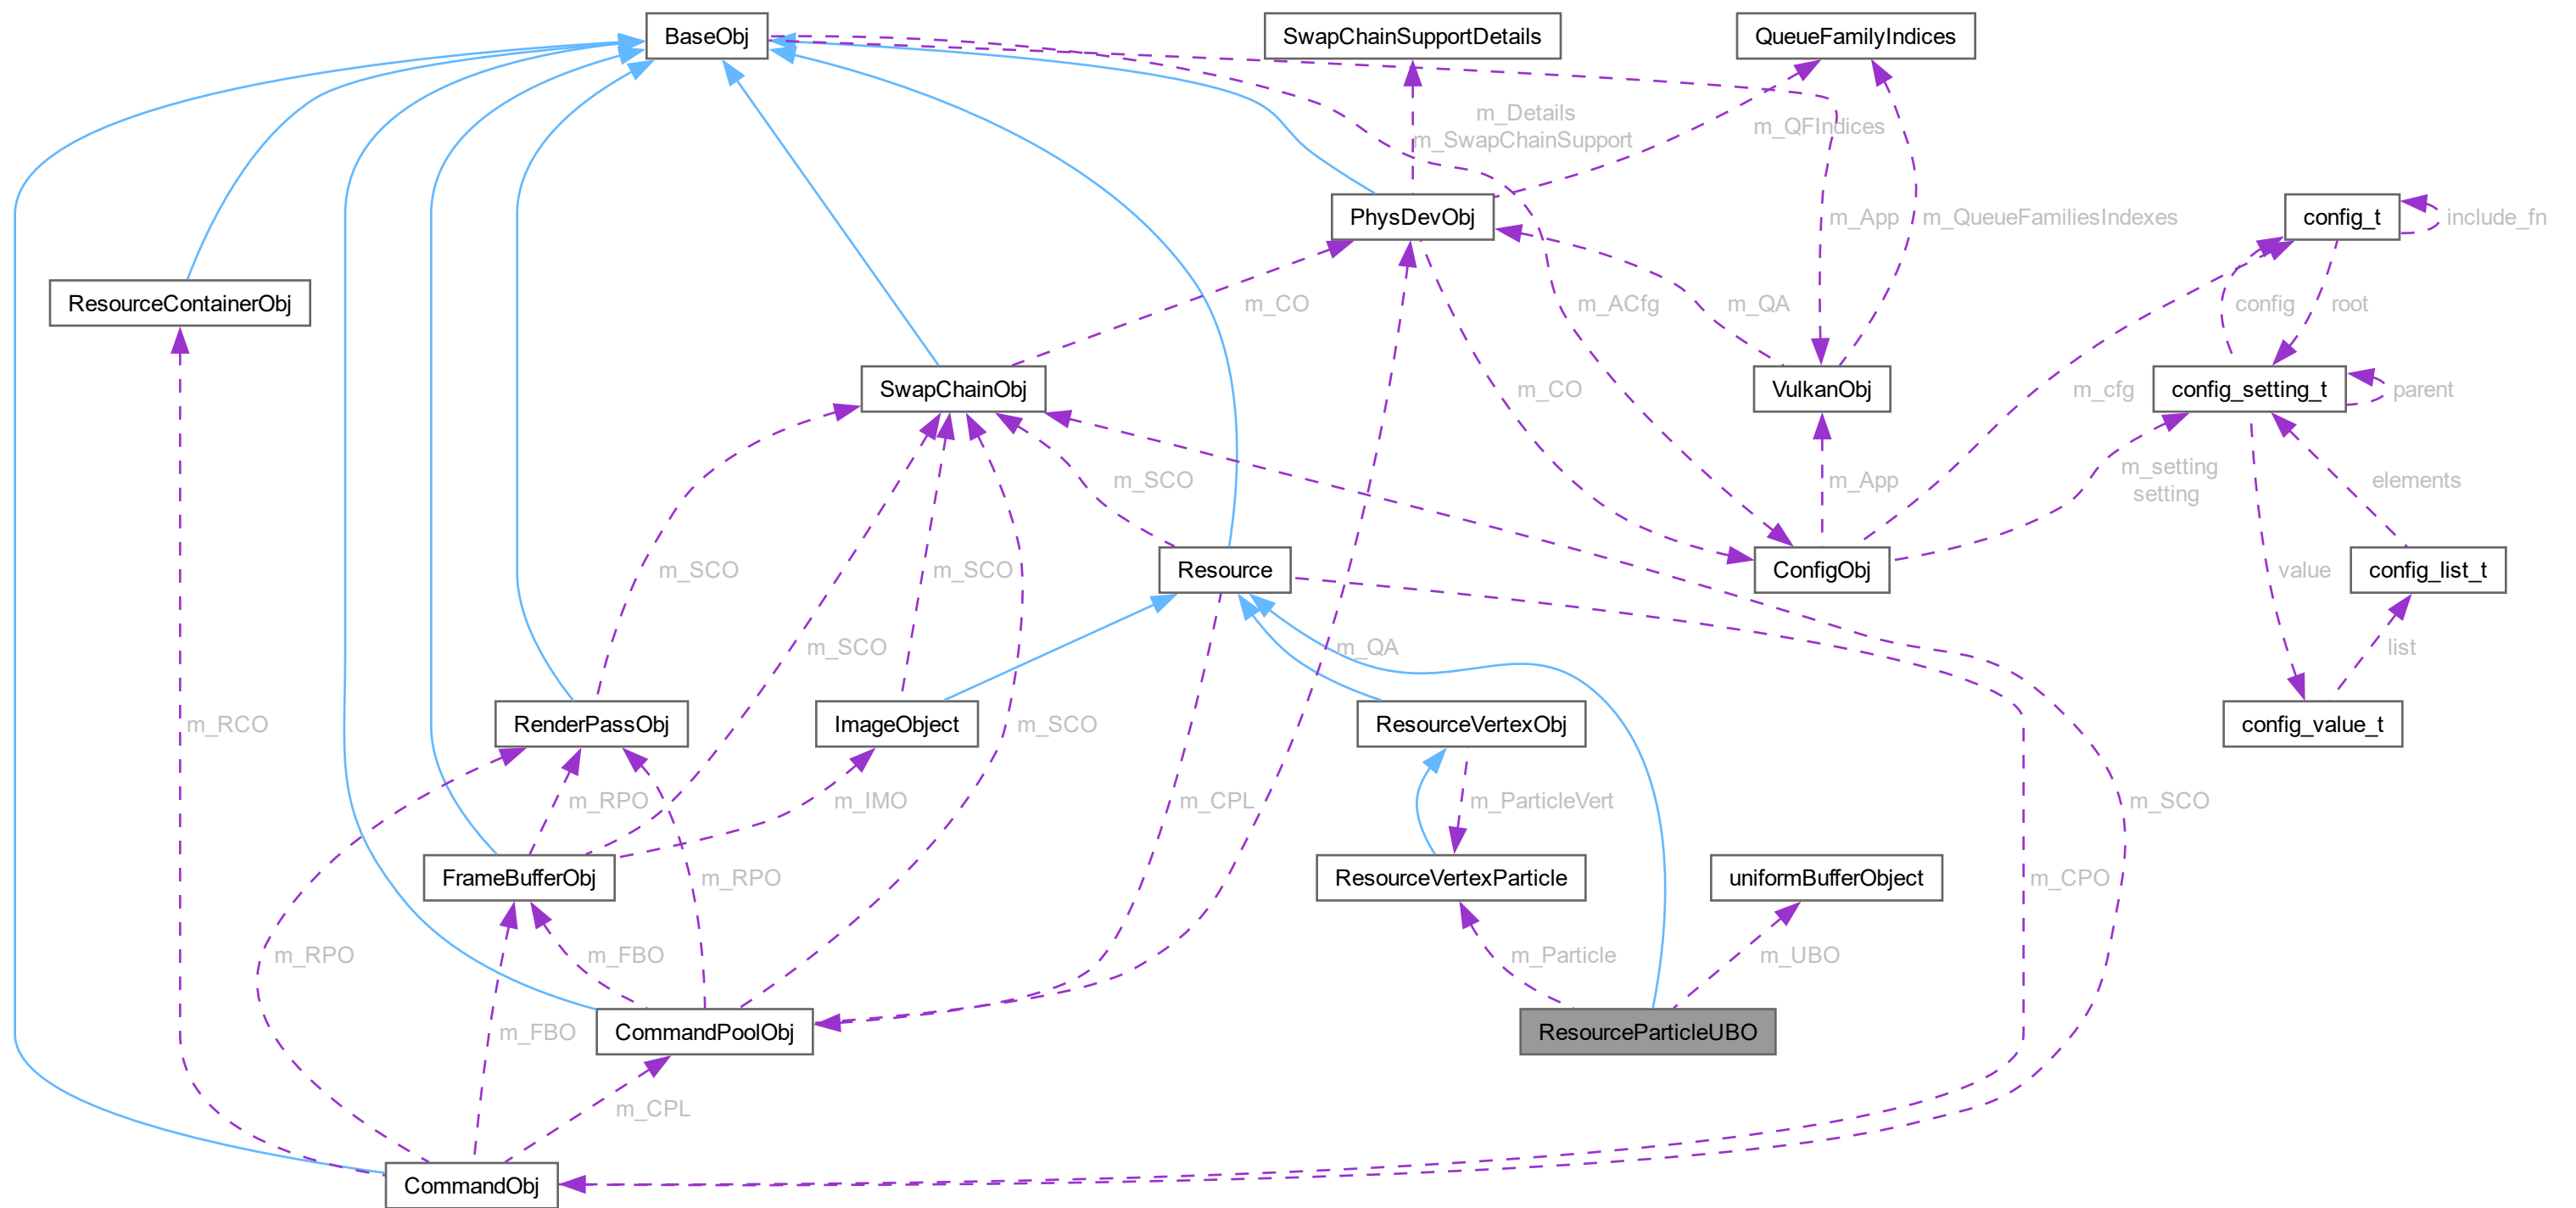 BaseObj
SwapChainSupportDetails
QueueFamilyIndices
m_Details
m_SwapChainSupport
m_QFIndices
PhysDevObj
m_App
m_QueueFamiliesIndexes
config_t
include_fn
ResourceContainerObj
m_CO
m_ACfg
m_QA
config
root
SwapChainObj
m_CO
VulkanObj
m_cfg
config_setting_t
parent
m_SCO
m_App
m_setting
setting
elements
m_SCO
m_SCO
Resource
ConfigObj
value
config_list_t
m_SCO
m_QA
list
m_RCO
RenderPassObj
ImageObject
m_SCO
ResourceVertexObj
config_value_t
m_RPO
m_IMO
m_CPL
m_ParticleVert
m_SCO
FrameBufferObj
m_RPO
ResourceVertexParticle
uniformBufferObject
m_CPO
m_RPO
m_FBO
m_Particle
m_UBO
m_FBO
CommandPoolObj
ResourceParticleUBO
m_CPL
CommandObj